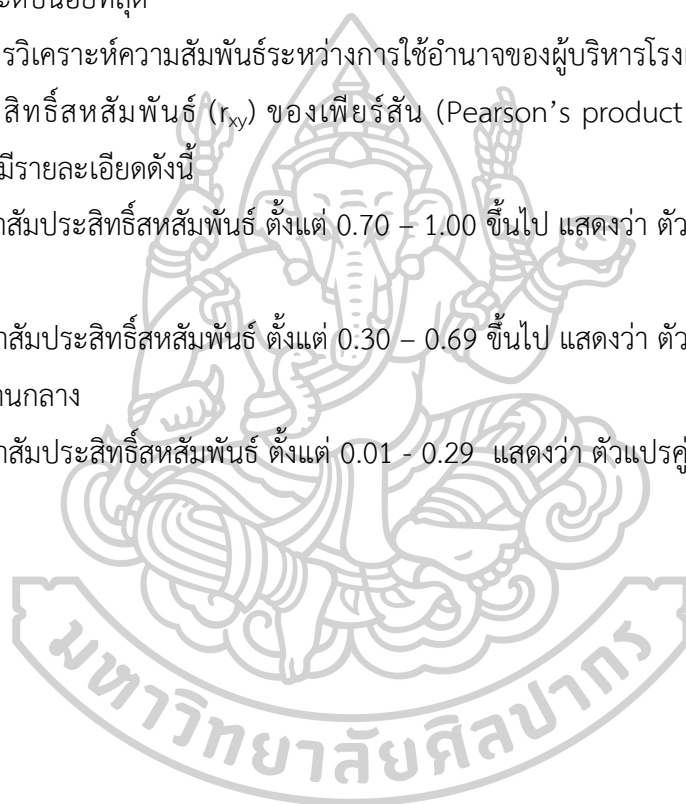 ระดับน้อยที่สุด
รวิเคราะห์ความสัมพันธ์ระหว่างการใช้อำนาจของผู้บริหารโรงเ
สิทธิ์สหสัมพันธ์ (rxy) ของเพียร์สัน (Pearson's product
มีรายละเอียดดังนี้
าสัมประสิทธิ์สหสัมพันธ์ ตั้งแต่ 0.70 – 1.00 ขึ้นไป แสดงว่า ตัว
าสัมประสิทธิ์สหสัมพันธ์ ตั้งแต่ 0.30 – 0.69 ขึ้นไป แสดงว่า ตัว
านกลาง
าสัมประสิทธิ์สหสัมพันธ์ ตั้งแต่ 0.01 - 0.29 แสดงว่า ตัวแปรคู่
มหาวิทยาลัยศิลปากร